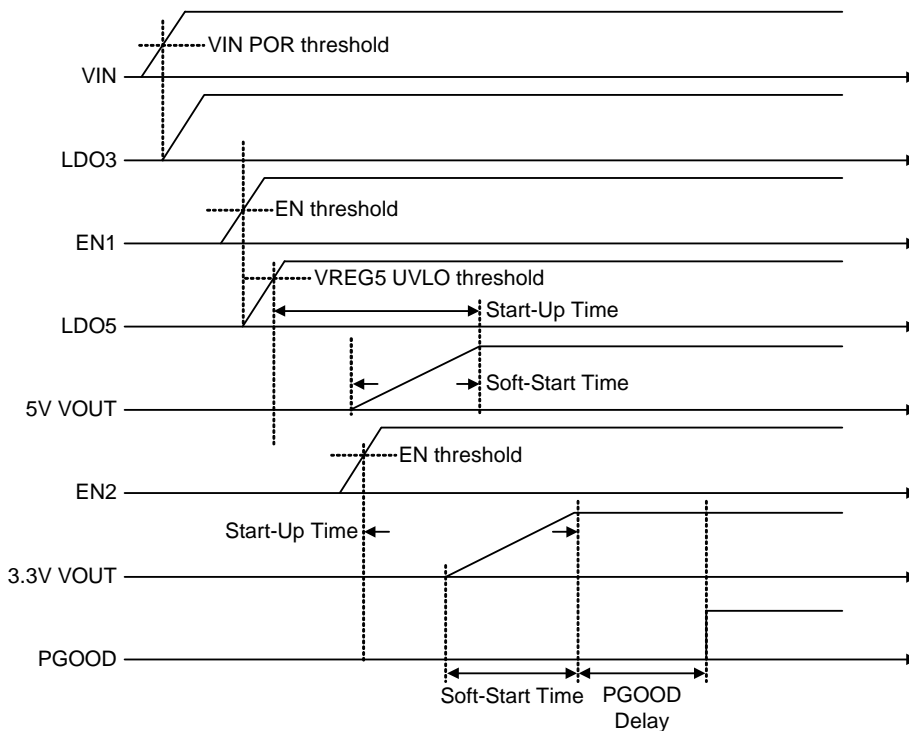 VIN POR threshold
VIN
LDO3
EN threshold
EN1
VREG5 UVLO threshold
Start-Up Time
LDO5
Soft-Start Time
5V VOUT
EN threshold
EN2
Start-Up Time
3.3V VOUT
PGOOD
Soft-Start Time
PGOOD
Delay